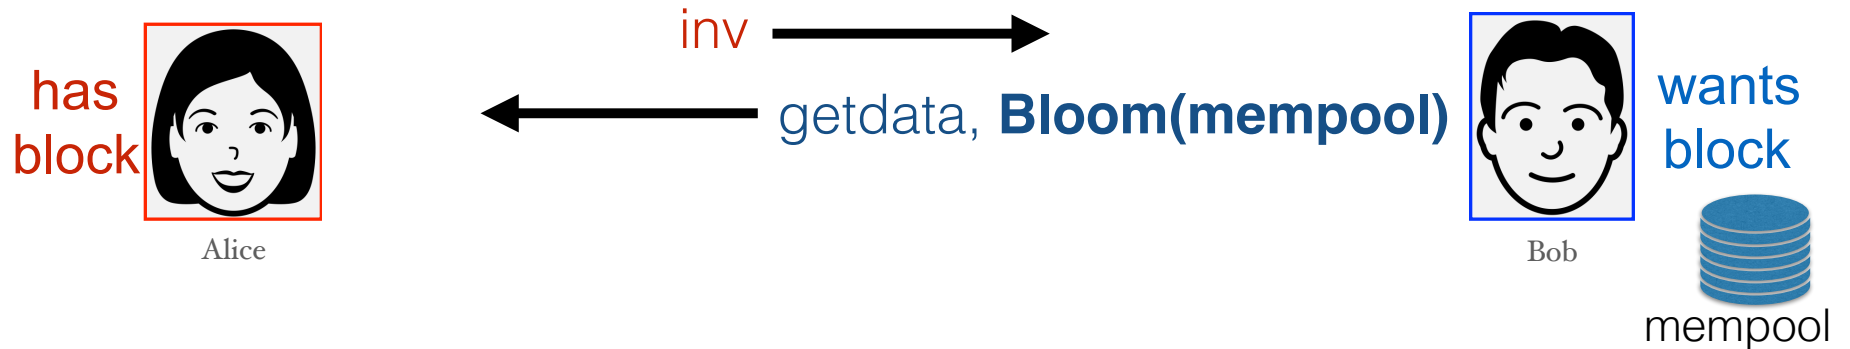 inv
has
block
getdata, Bloom(mempool)
wants
block
Alice
Bob
mempool